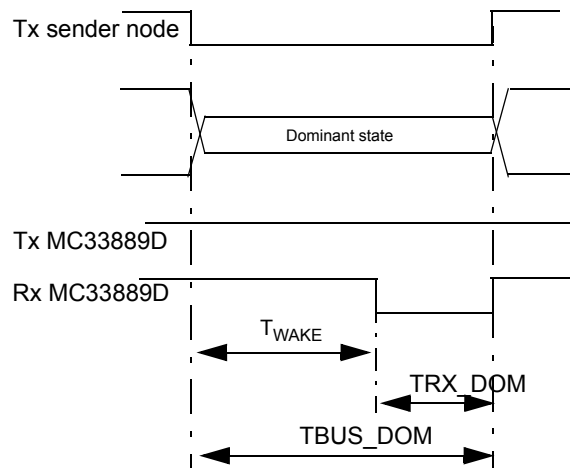 Tx sender node
Dominant state
Tx MC33889D
Rx MC33889D
TWAKE
TRX_DOM
TBUS_DOM